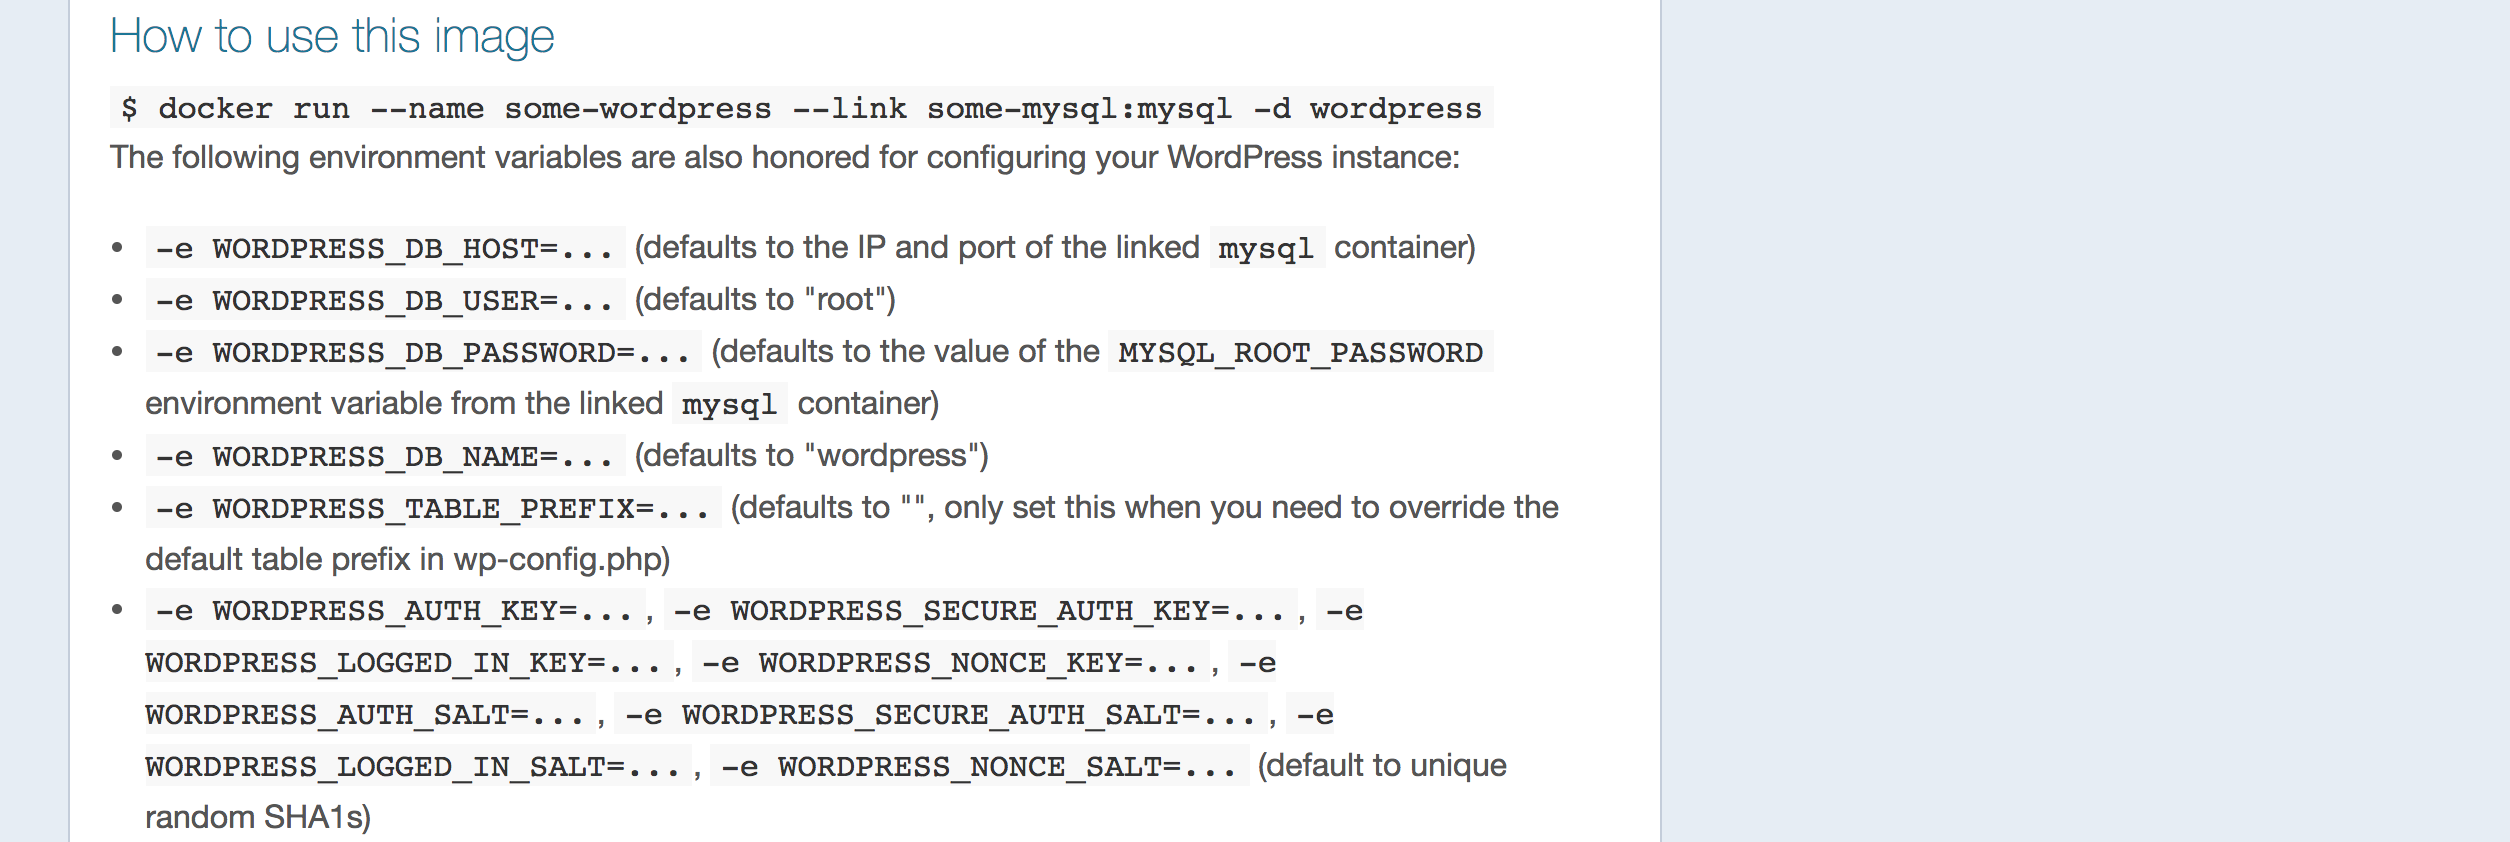 How to use this image
$ docker run --name some-wordpress --link some-mysql:mysql -d wordpress
The following environment variables are also honored for configuring your WordPress instance:
• -e WORDPRESS_DB_HOST=... (defaults to the IP and port of the linked mysql container)
• -e WORDPRESS_DB_USER=... (defaults to "root")
• -e WORDPRESS_DB_PASSWORD=... (defaults to the value of the MYSQL_ROOT_PASSWORD
environment variable from the linked mysql container)
• -e WORDPRESS_DB_NAME=... (defaults to "wordpress")
• -e WORDPRESS_TABLE_PREFIX=... (defaults to "", only set this when you need to override the
default table prefix in wp-config.php)
• -e WORDPRESS_AUTH_KEY=... , -e WORDPRESS_SECURE_AUTH_KEY=... , -e
WORDPRESS_LOGGED_IN_KEY=... , -e WORDPRESS_NONCE_KEY=... , -e
WORDPRESS_AUTH_SALT=... , -e WORDPRESS_SECURE_AUTH_SALT=... , -e
WORDPRESS_LOGGED_IN_SALT=... , -e WORDPRESS_NONCE_SALT=... (default to unique
random SHA1s)